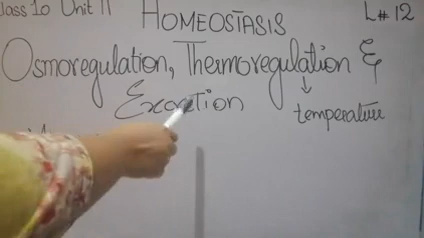 Class 10 Unit 11 HOMEOSTASIS L#12
Osmoregulation, Thermoregulation &
Excretion
temperature